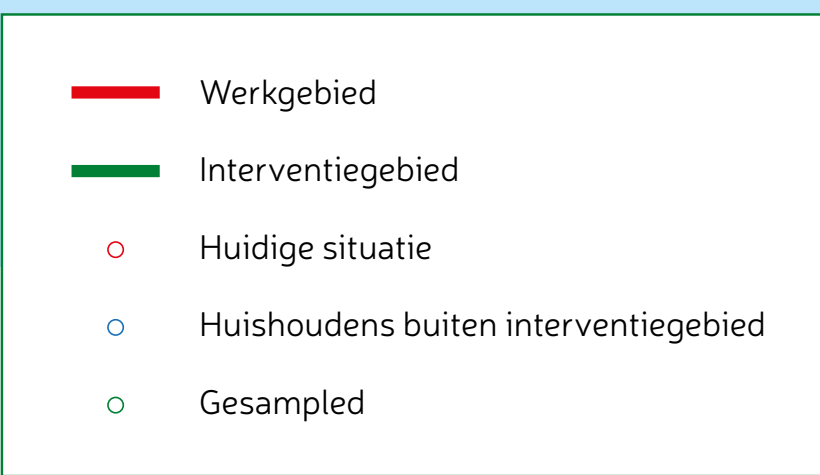 Werkgebied
Interventiegebied
Huidige situatie
Huishoudens buiten interventiegebied
Gesampled